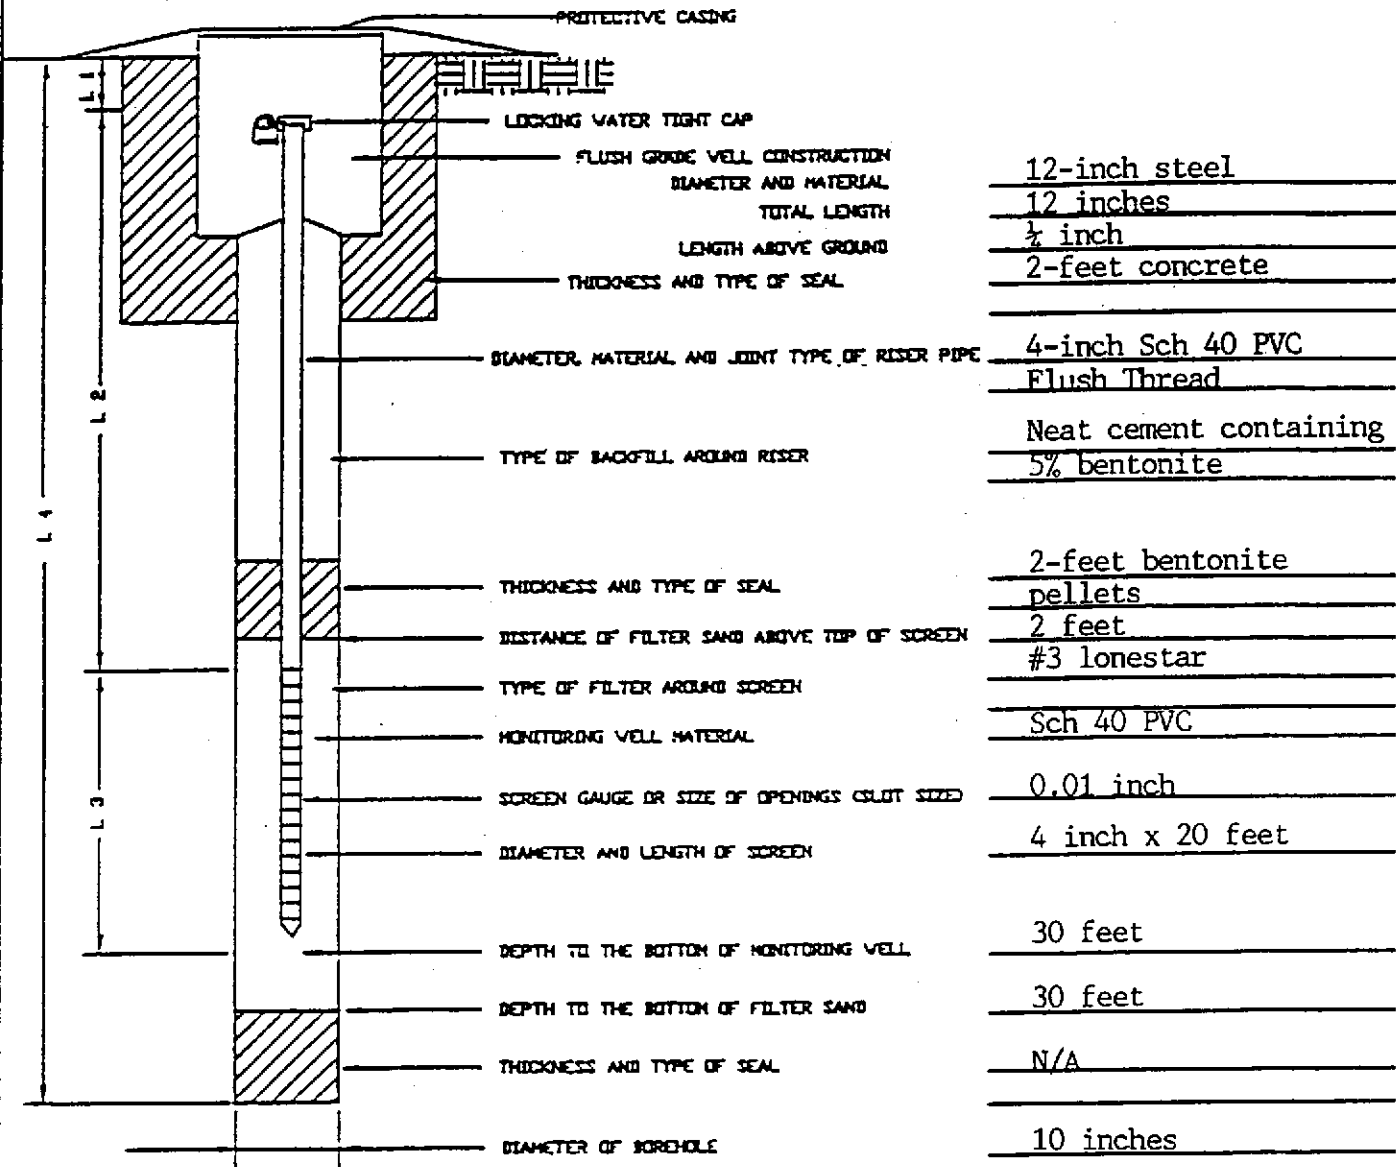 PROTECTIVE CASING
L 1
LOCKING WATER TIGHT CAP
FLUSH GRADE WELL CONSTRUCTION
DIAMETER AND MATERIAL 12-inch steel
TOTAL LENGTH 12 inches
LENGTH ABOVE GROUND inch
THICKNESS AND TYPE OF SEAL 2-feet concrete
DIAMETER, MATERIAL AND JOINT TYPE OF RISER PIPE 4-inch Sch 40 PVC
Flush Thread
L 2
TYPE OF BACKFILL AROUND RISER Neat cement containing
5% bentonite
L 4
THICKNESS AND TYPE OF SEAL 2-feet bentonite
pellets
DISTANCE OF FILTER SAND ABOVE TOP OF SCREEN 2 feet
TYPE OF FILTER AROUND SCREEN #3 lonestar
MONITORING WELL MATERIAL Sch 40 PVC
L 3
SCREEN GAUGE OR SIZE OF OPENINGS (SLOT SIZE) 0.01 inch
DIAMETER AND LENGTH OF SCREEN 4 inch x 20 feet
DEPTH TO THE BOTTOM OF MONITORING WELL 30 feet
DEPTH TO THE BOTTOM OF FILTER SAND 30 feet
THICKNESS AND TYPE OF SEAL N/A
DIAMETER OF BOREHOLE 10 inches